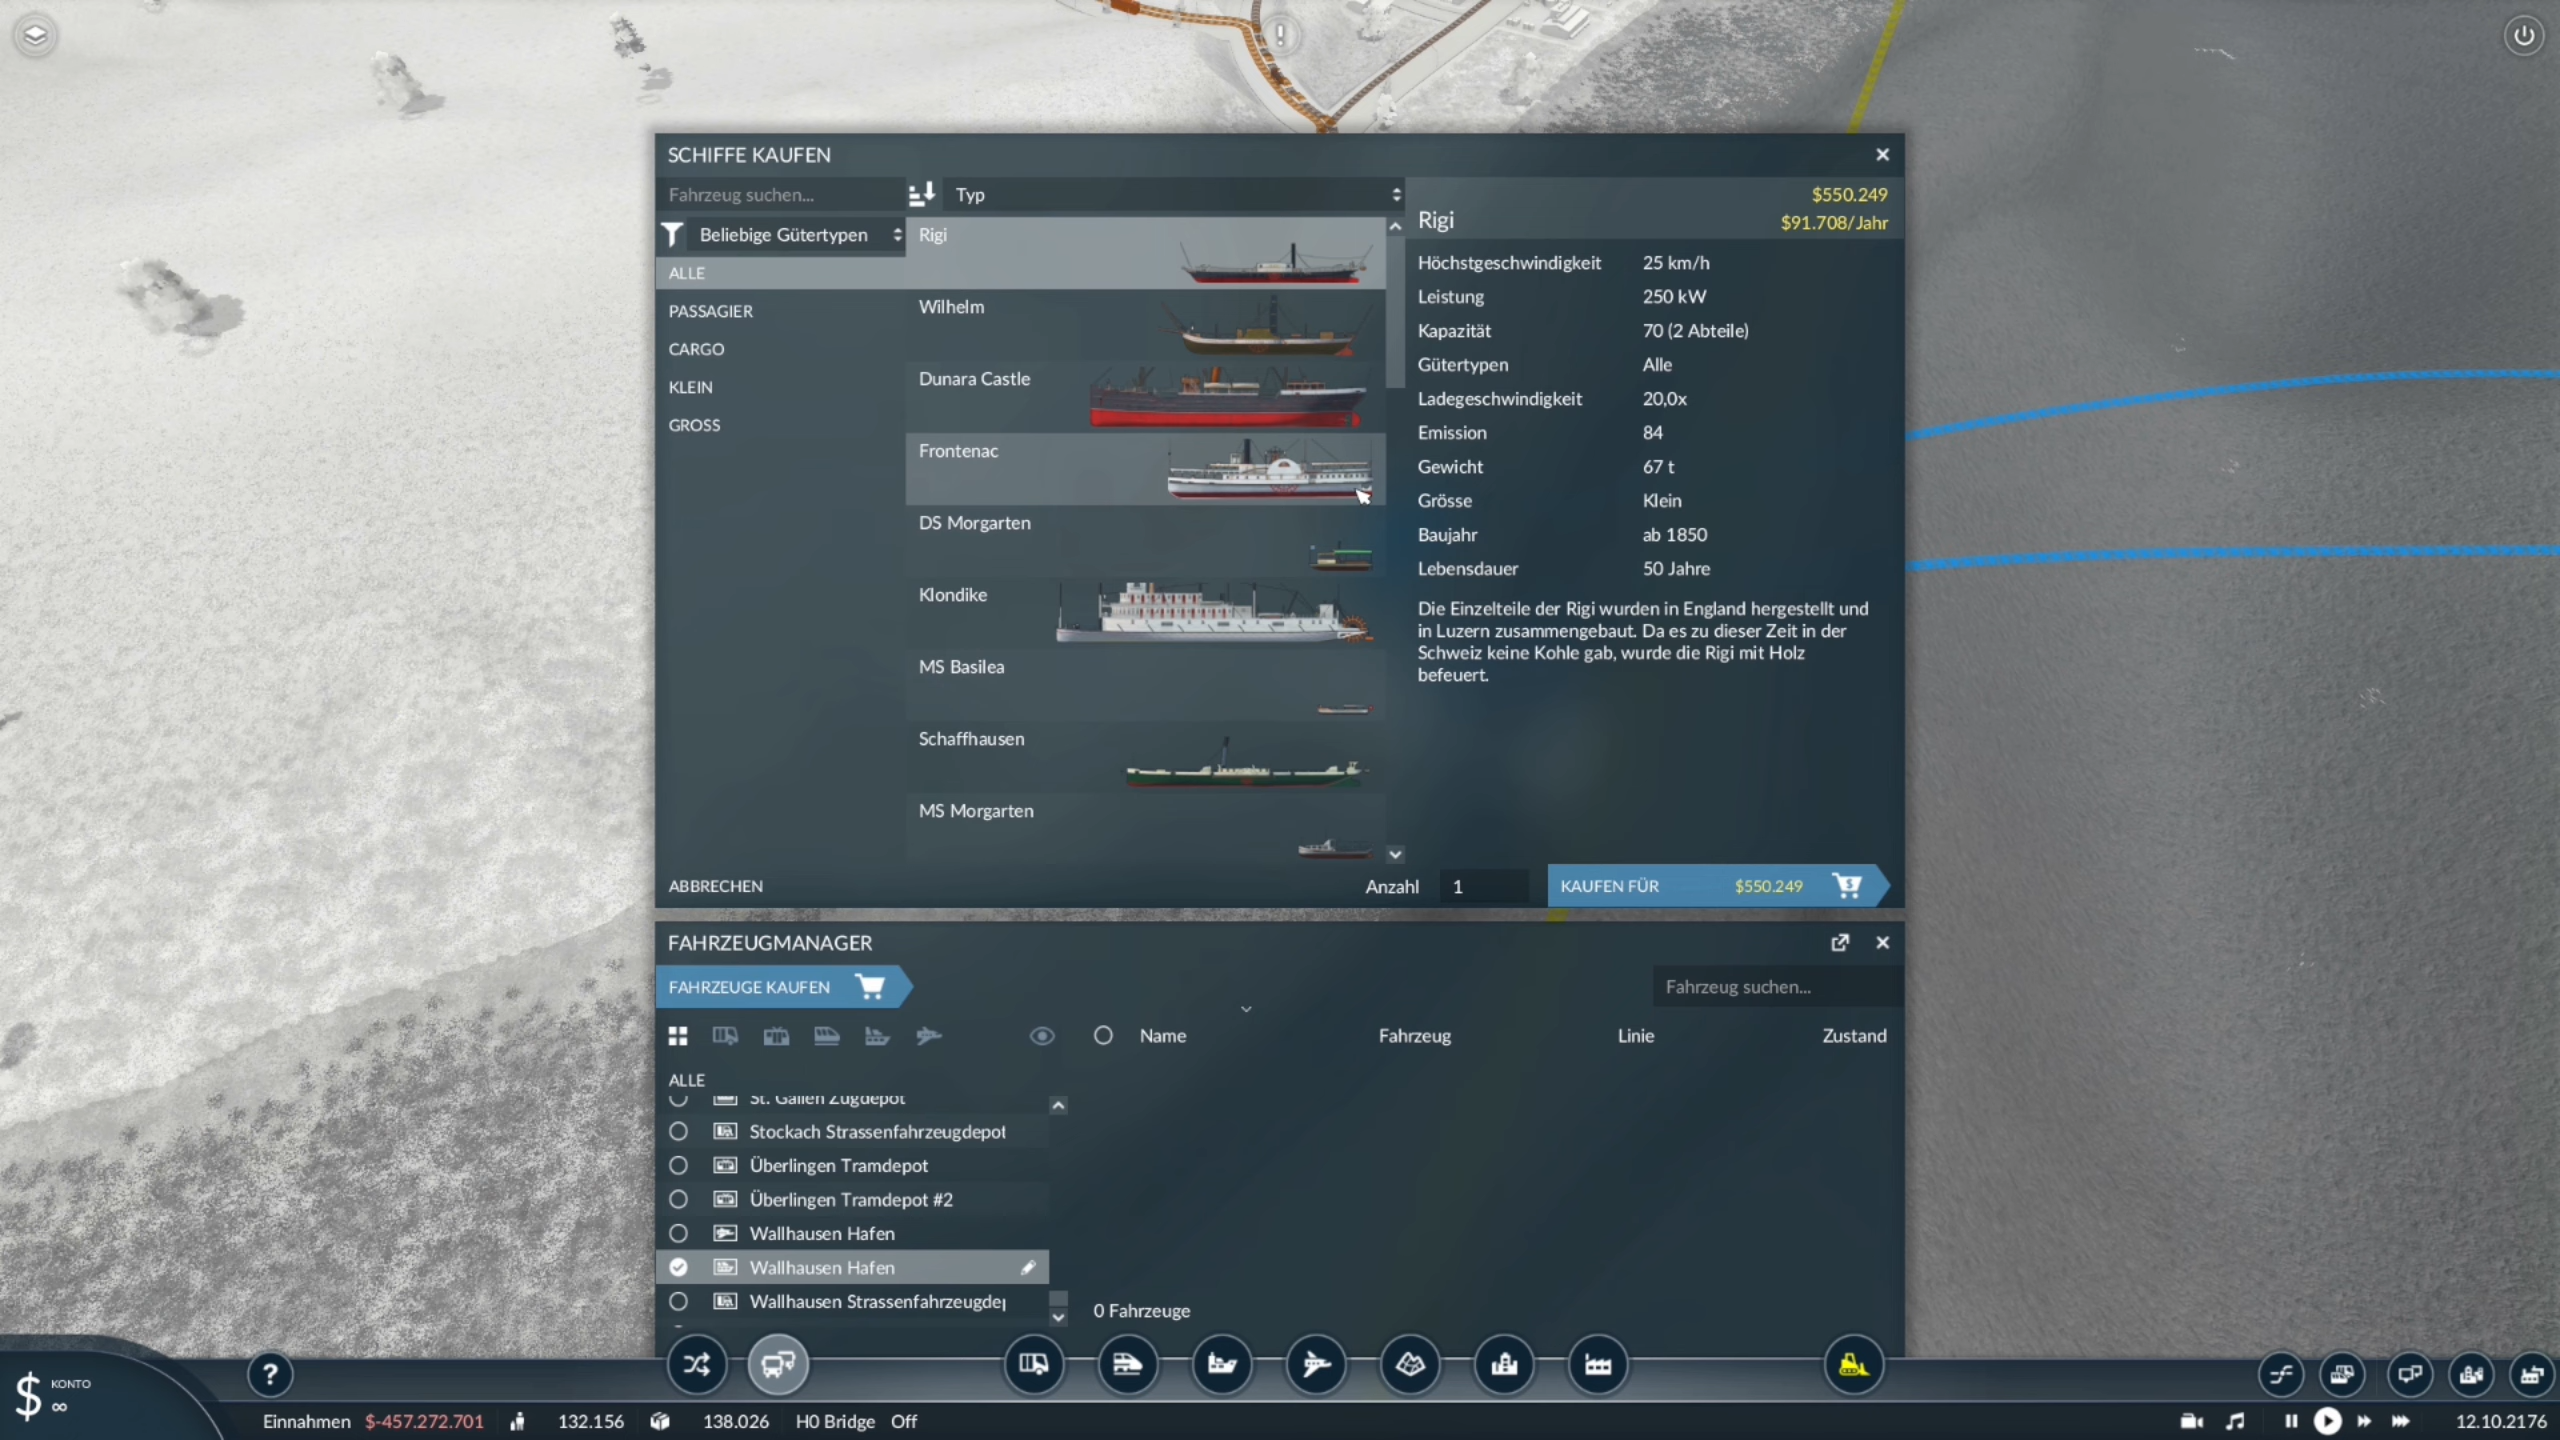 SCHIFFE KAUFEN
Fahrzeug suchen...
Typ
Beliebige Gütertypen
ALLE
PASSAGIER
CARGO
KLEIN
GROSS
Rigi
Wilhelm
Dunara Castle
Frontenac
DS Morgarten
Klondike
MS Basilea
Schaffhausen
MS Morgarten
$550.249
Rigi
$91.708/Jahr
Höchstgeschwindigkeit 25 km/h
Leistung 250 kW
Kapazität 70 (2 Abteile)
Gütertypen Alle
Ladegeschwindigkeit 20,0x
Emission 84
Gewicht 67 t
Grösse Klein
Baujahr ab 1850
Lebensdauer 50 Jahre
Die Einzelteile der Rigi wurden in England hergestellt und
in Luzern zusammengebaut. Da es zu dieser Zeit in der
Schweiz keine Kohle gab, wurde die Rigi mit Holz
befeuert.
ABBRECHEN
Anzahl 1
KAUFEN FÜR $550.249
FAHRZEUGMANAGER
FAHRZEUGE KAUFEN
Fahrzeug suchen...
Name Fahrzeug Linie Zustand
ALLE
St. Gallen Zugdepot
Stockach Strassenfahrzeugdepot
Überlingen Tramdepot
Überlingen Tramdepot #2
Wallhausen Hafen
Wallhausen Hafen
Wallhausen Strassenfahrzeugdep
0 Fahrzeuge
$ KONTO
∞
?
Einnahmen $-457.272.701 132.156 138.026 H0 Bridge Off
12.10.2176